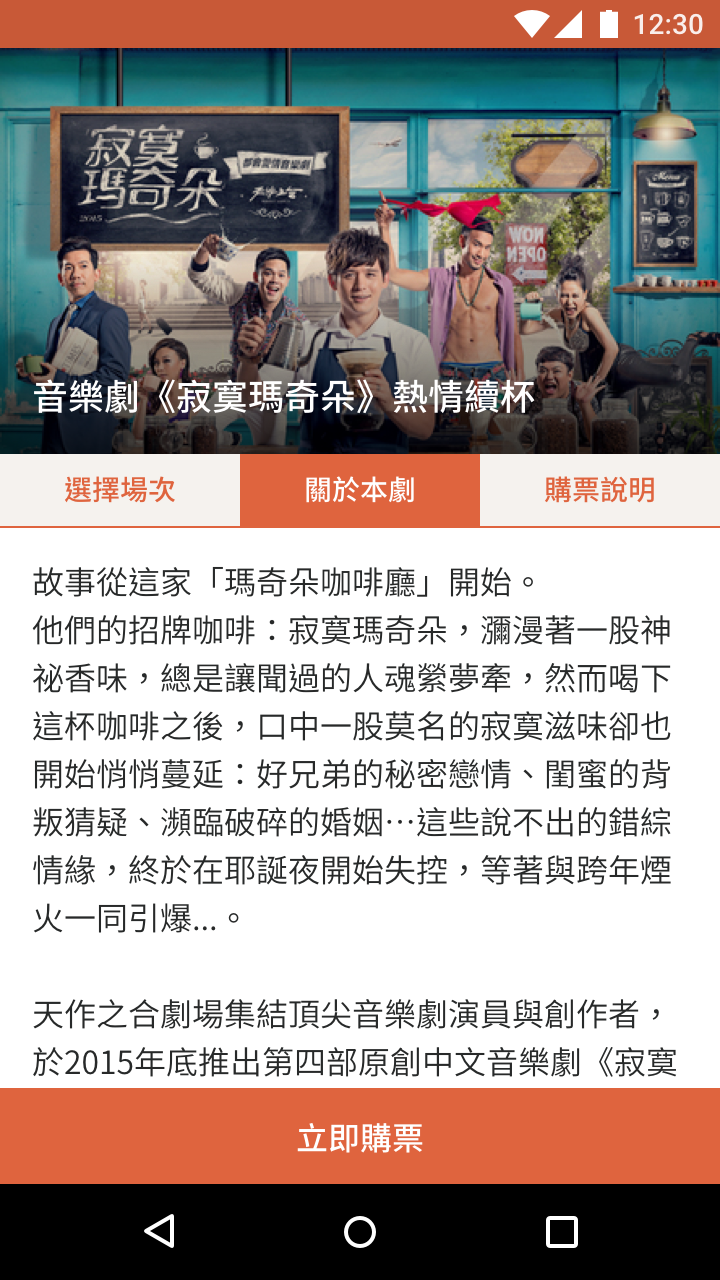 12:30
寂寞
瑪奇朵
都會愛情音樂劇
2015
Menu
NOW
OPEN
音樂劇《寂寞瑪奇朵》熱情續杯
選擇場次
關於本劇
購票說明
故事從這家「瑪奇朵咖啡廳」開始。
他們的招牌咖啡：寂寞瑪奇朵，瀰漫著一股神
祕香味，總是讓聞過的人魂縈夢牽，然而喝下
這杯咖啡之後，口中一股莫名的寂寞滋味卻也
開始悄悄蔓延：好兄弟的秘密戀情、閨蜜的背
叛猜疑、瀕臨破碎的婚姻⋯這些說不出的錯綜
情緣，終於在耶誕夜開始失控，等著與跨年煙
火一同引爆...。
天作之合劇場集結頂尖音樂劇演員與創作者，
於2015年底推出第四部原創中文音樂劇《寂寞
立即購票